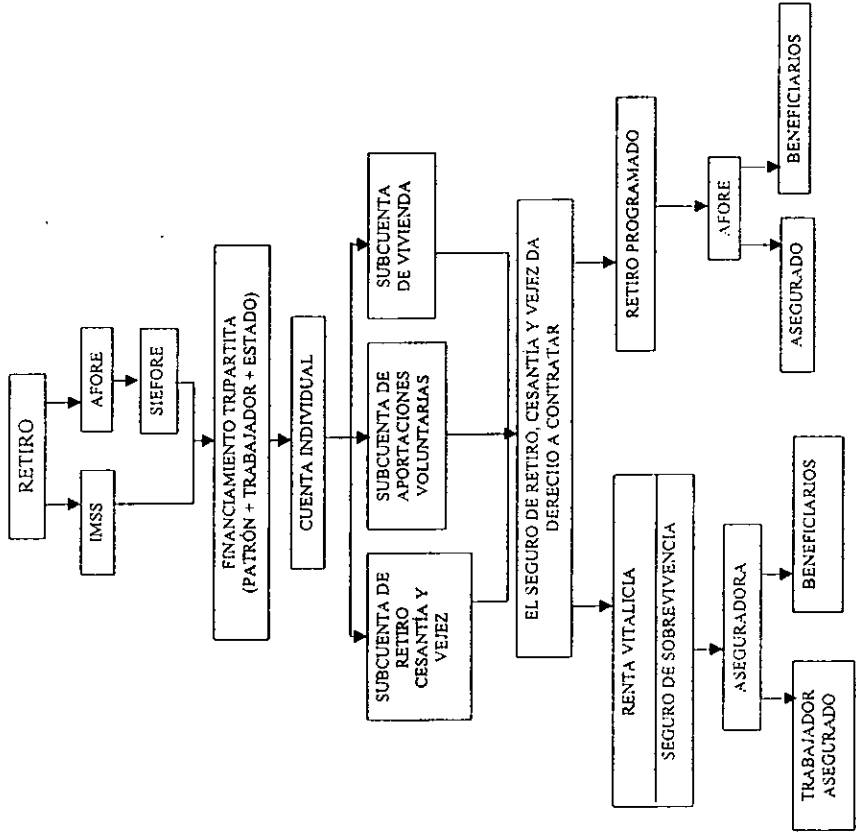 RETIRO
IMSS
AFORE
SIEFORE
FINANCIAMIENTO TRIPARTITA
(PATRÓN + TRABAJADOR + ESTADO)
CUENTA INDIVIDUAL
SUBCUENTA DE
RETIRO
CESANTÍA Y
VEJEZ
SUBCUENTA DE
APORTACIONES
VOLUNTARIAS
SUBCUENTA
DE VIVIENDA
EL SEGURO DE RETIRO, CESANTÍA Y VEJEZ DA
DERECHO A CONTRATAR
RENTA VITALICIA
SEGURO DE SOBREVIVENCIA
RETIRO PROGRAMADO
ASEGURADORA
AFORE
TRABAJADOR
ASEGURADO
BENEFICIARIOS
ASEGURADO
BENEFICIARIOS